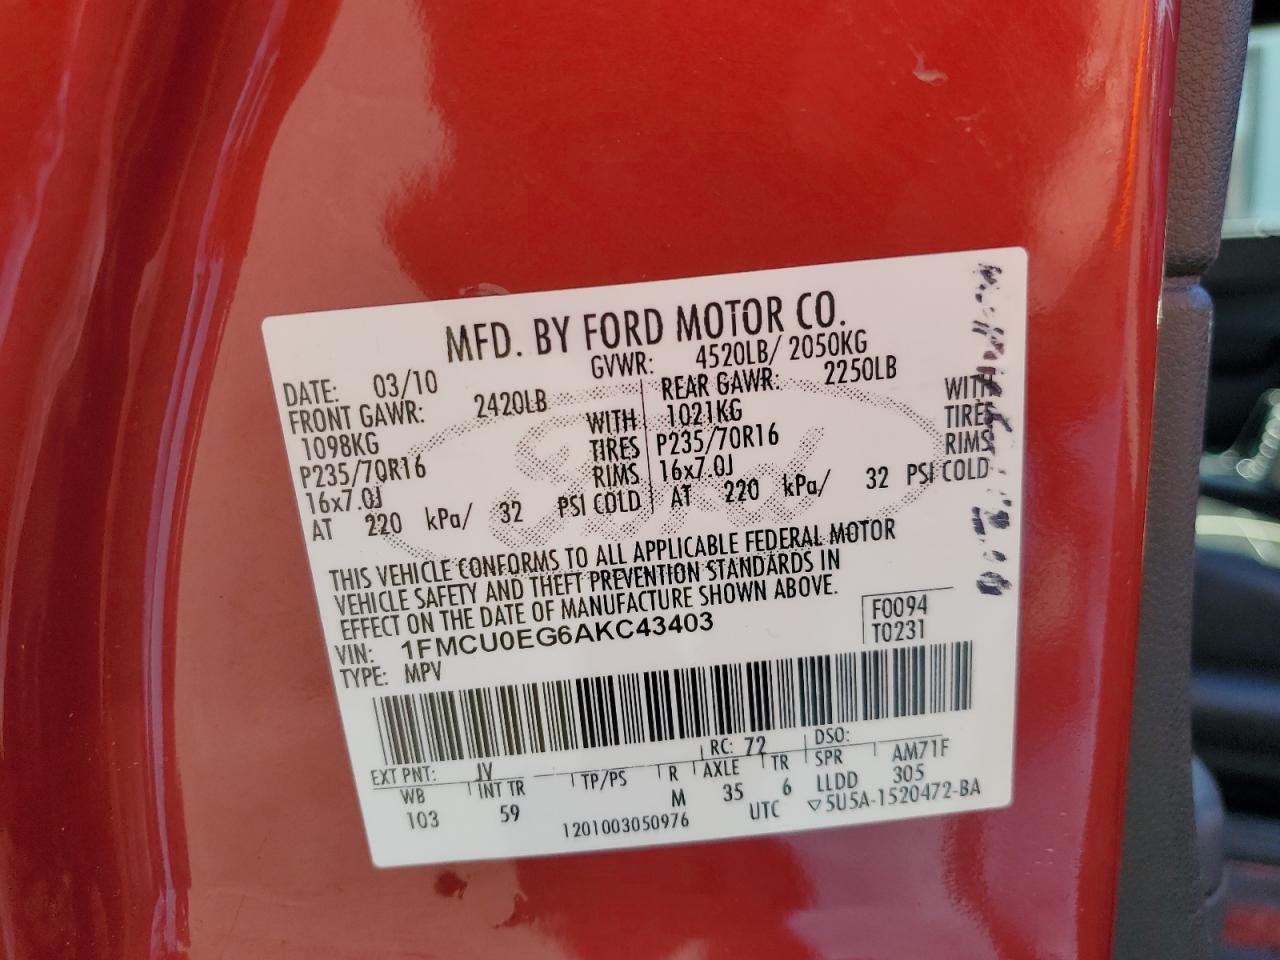 MFD. BY FORD MOTOR CO.
DATE: 03/10 GVWR: 4520LB/ 2050KG
FRONT GAWR: 2420LB REAR GAWR: 2250LB
1098KG WITH 1021KG WITH
P235/70R16 TIRES P235/70R16 TIRES
16x7.0J RIMS 16x7.0J RIMS
AT 220 kPa/ 32 PSI COLD AT 220 kPa/ 32 PSI COLD
THIS VEHICLE CONFORMS TO ALL APPLICABLE FEDERAL MOTOR
VEHICLE SAFETY AND THEFT PREVENTION STANDARDS IN
EFFECT ON THE DATE OF MANUFACTURE SHOWN ABOVE.
VIN: 1FMCU0EG6AKC43403 F0094
TYPE: MPV T0231
EXT PNT: JV RC: 72 DSO:
WB INT TR TP/PS R AXLE TR SPR AM71F
103 59 M 35 6 LLDD 305
1201003050976 UTC ▽5U5A-1520472-BA